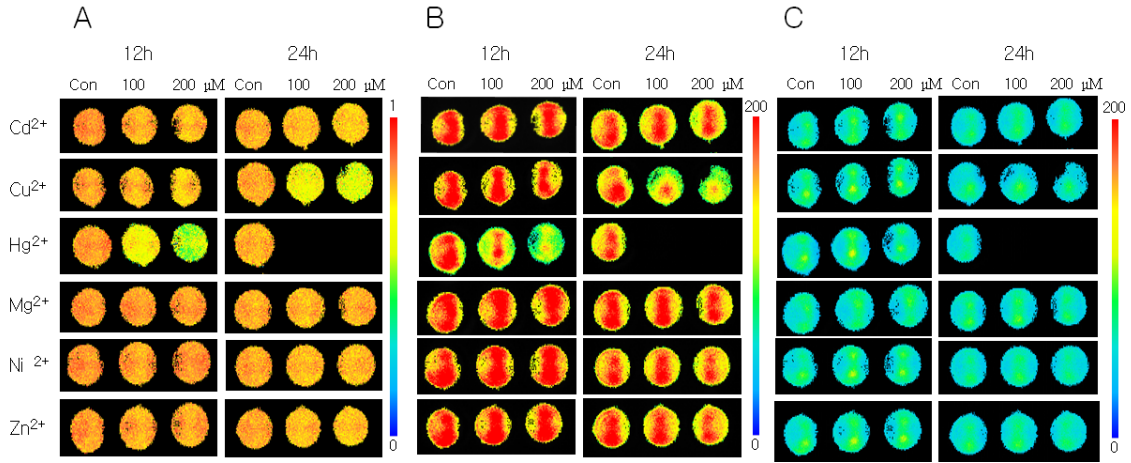 A B C
12h 24h 12h 24h 12h 24h
Con 100 200 μM Con 100 200 μM Con 100 200 μM Con 100 200 μM Con 100 200 μM Con 100 200 μM
1 200 200
Cd²⁺
Cu²⁺
Hg²⁺
Mg²⁺
Ni ²⁺
Zn²⁺
0 0 0